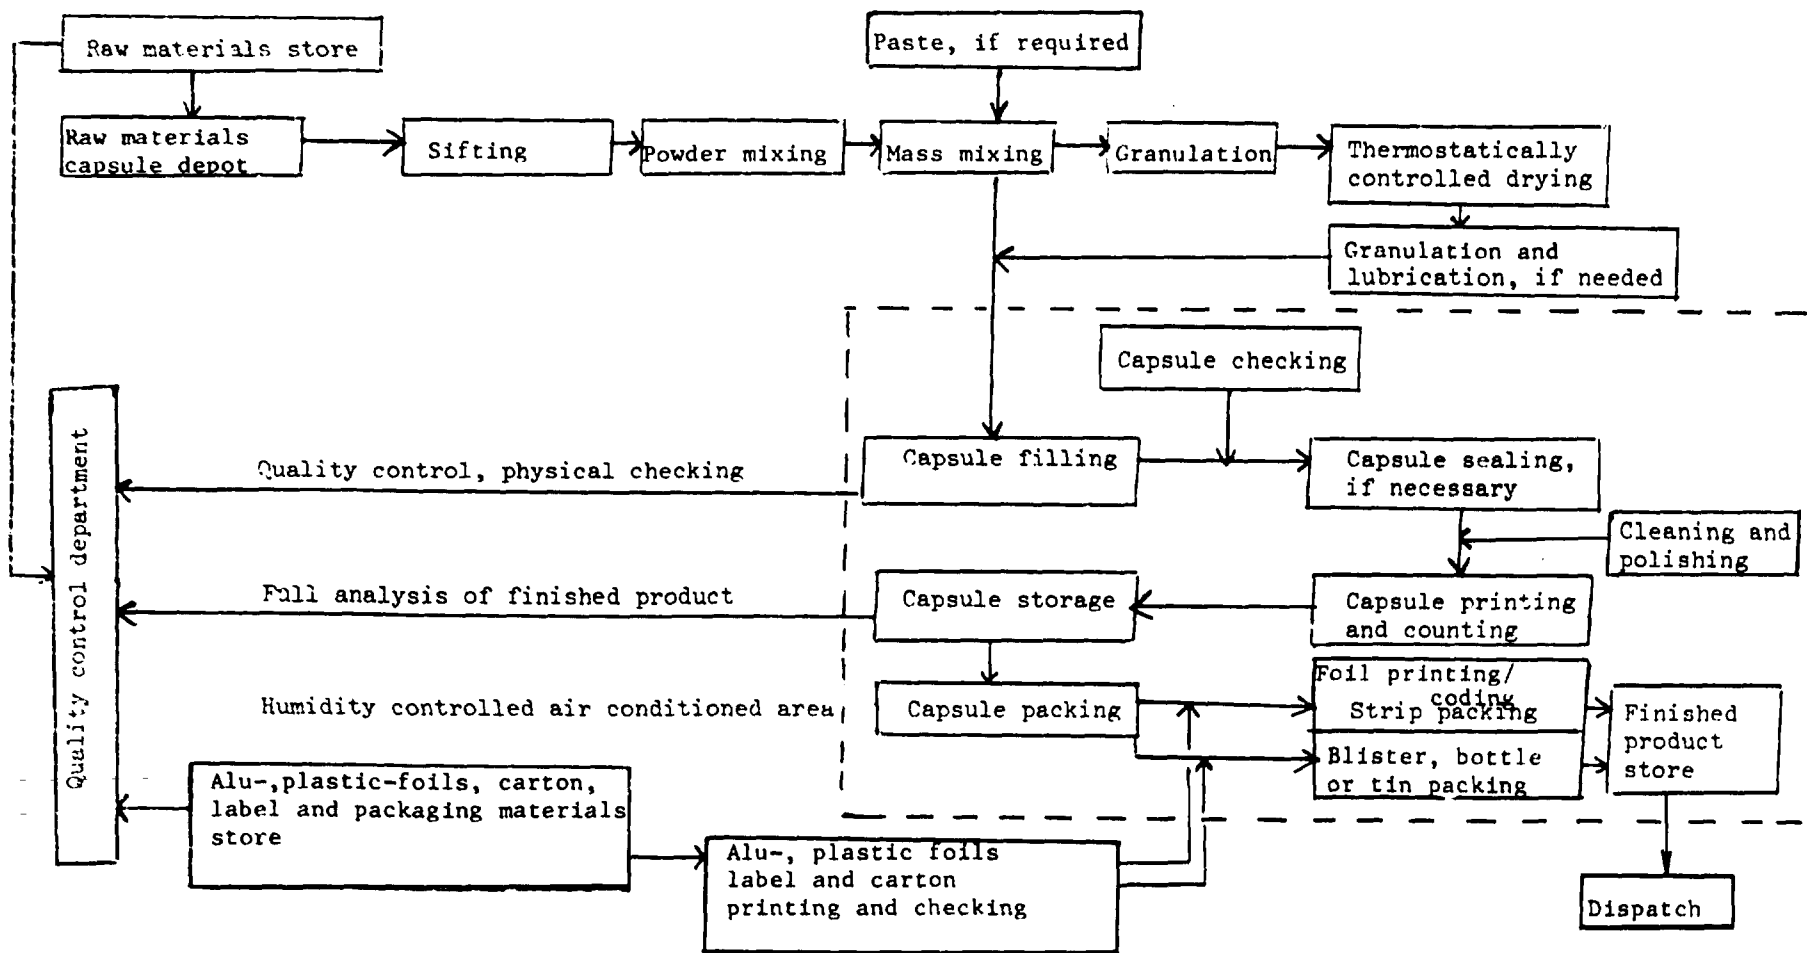 Raw materials store
Paste, if required
Raw materials
capsule depot
Sifting
Powder mixing
Mass mixing
Granulation
Thermostatically
controlled drying
Granulation and
lubrication, if needed
Capsule checking
Quality control department
Quality control, physical checking
Capsule filling
Capsule sealing,
if necessary
Cleaning and
polishing
Full analysis of finished product
Capsule storage
Capsule printing
and counting
Humidity controlled air conditioned area
Capsule packing
Foil printing/
coding
Strip packing
Blister, bottle
or tin packing
Finished
product
store
Alu-,plastic-foils, carton,
label and packaging materials
store
Alu-, plastic foils
label and carton
printing and checking
Dispatch